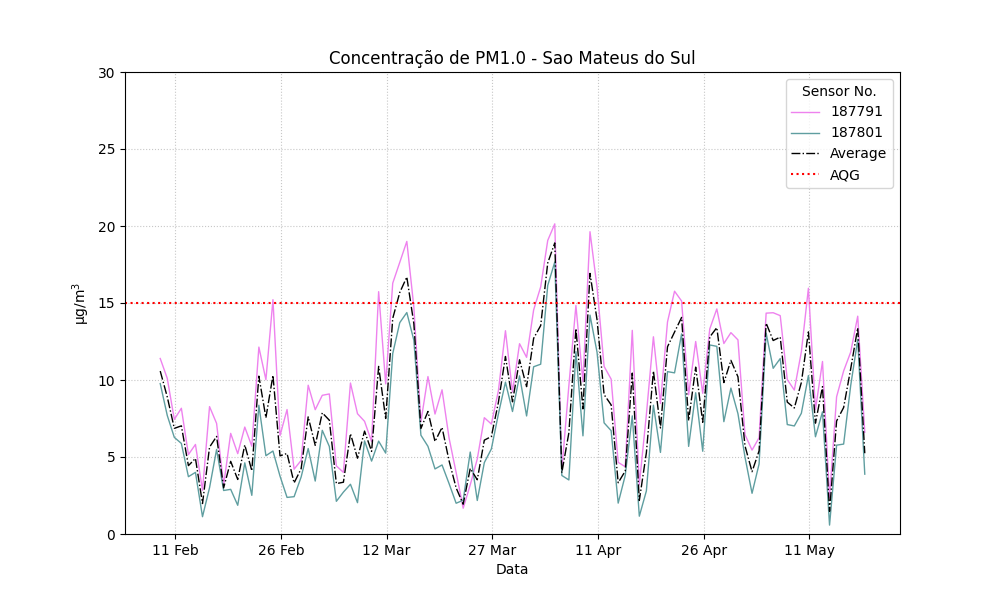 Concentração de PM1.0 - Sao Mateus do Sul
30
25
20
15
10
5
0
µg/m³
11 Feb
26 Feb
12 Mar
27 Mar
11 Apr
26 Apr
11 May
Data
Sensor No.
187791
187801
Average
AQG